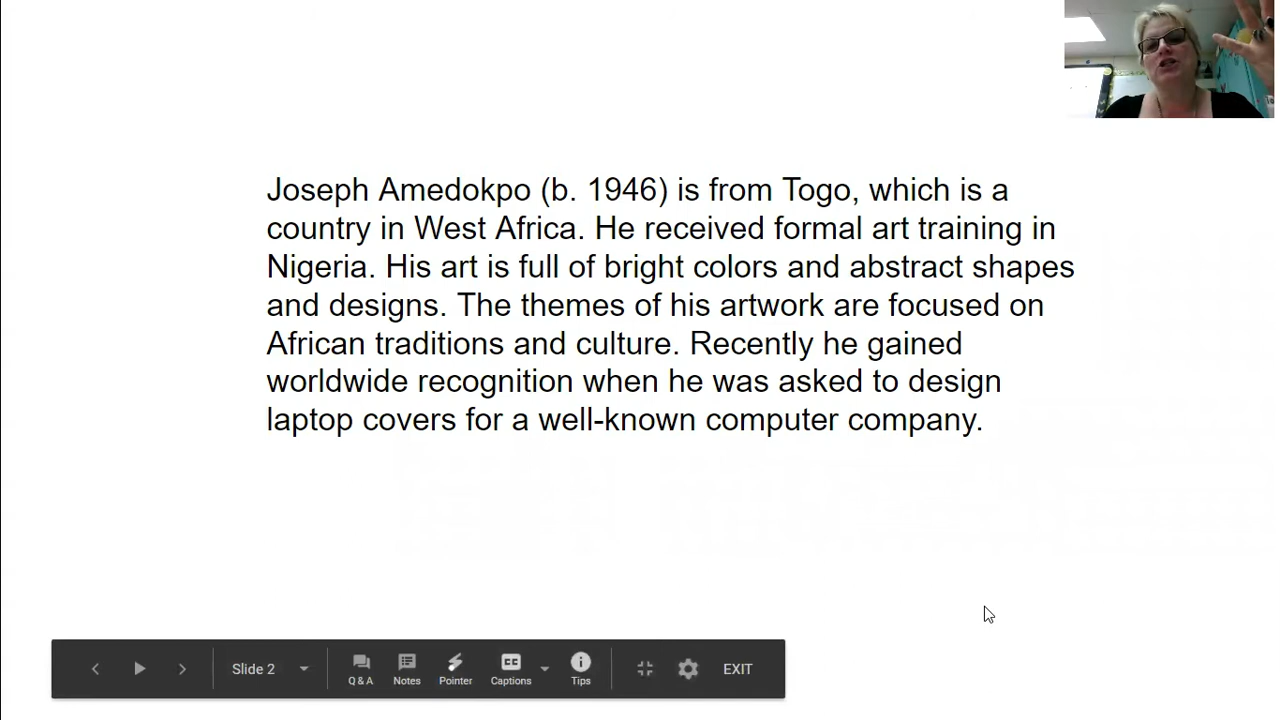 Joseph Amedokpo (b. 1946) is from Togo, which is a
country in West Africa. He received formal art training in
Nigeria. His art is full of bright colors and abstract shapes
and designs. The themes of his artwork are focused on
African traditions and culture. Recently he gained
worldwide recognition when he was asked to design
laptop covers for a well-known computer company.
Slide 2
Q & A
Notes
Pointer
CC
Captions
Tips
EXIT